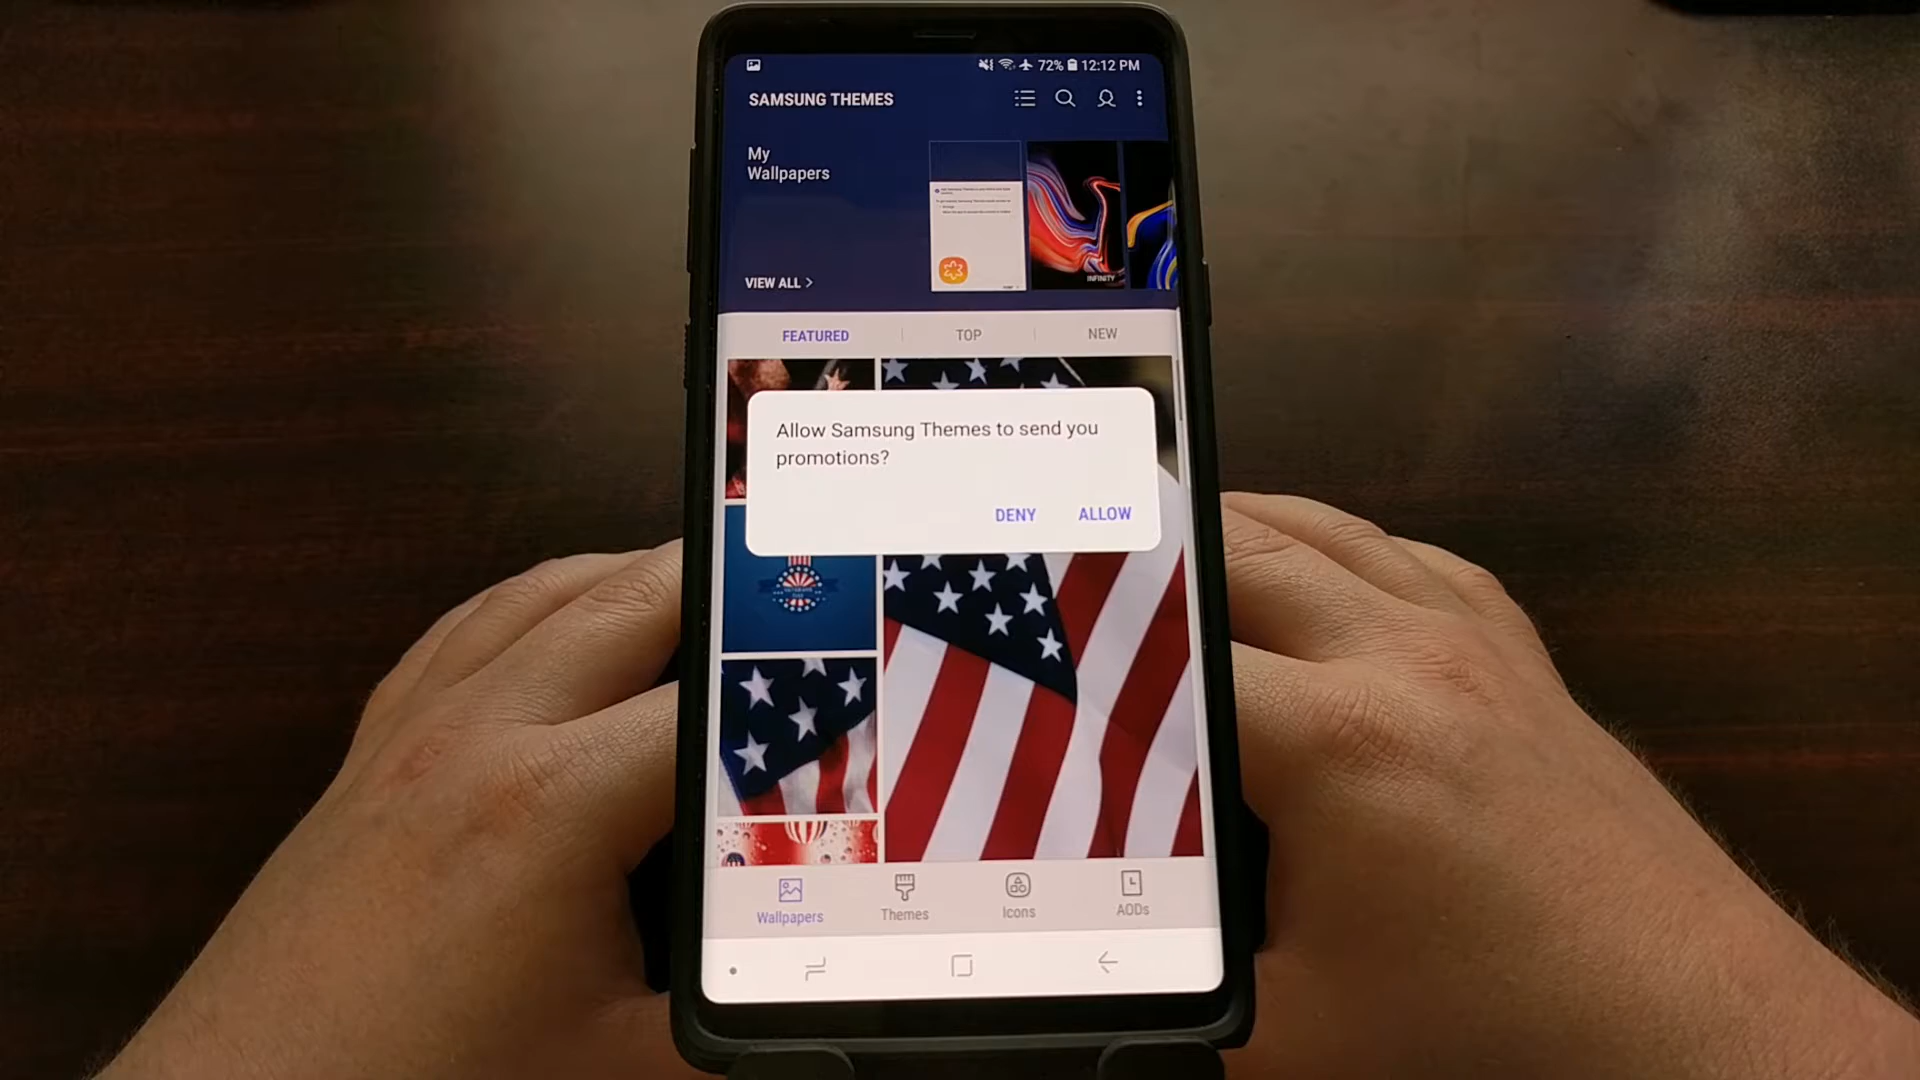 72% 12:12 PM
SAMSUNG THEMES
My
Wallpapers
INFINITY
VIEW ALL >
FEATURED
TOP
NEW
Allow Samsung Themes to send you
promotions?
DENY
ALLOW
Wallpapers
Themes
Icons
AODs